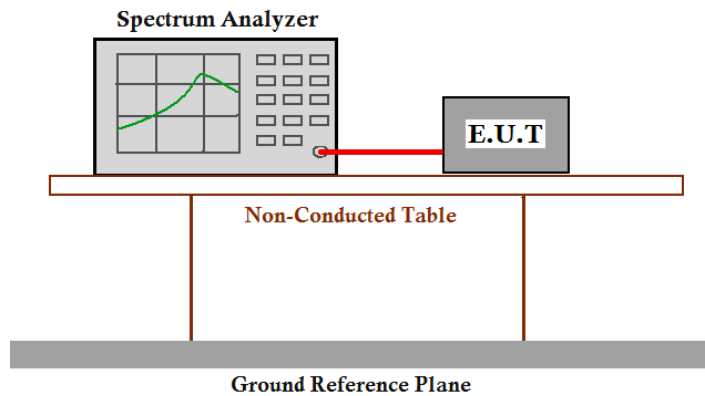 Spectrum Analyzer
E.U.T
Non-Conducted Table
Ground Reference Plane